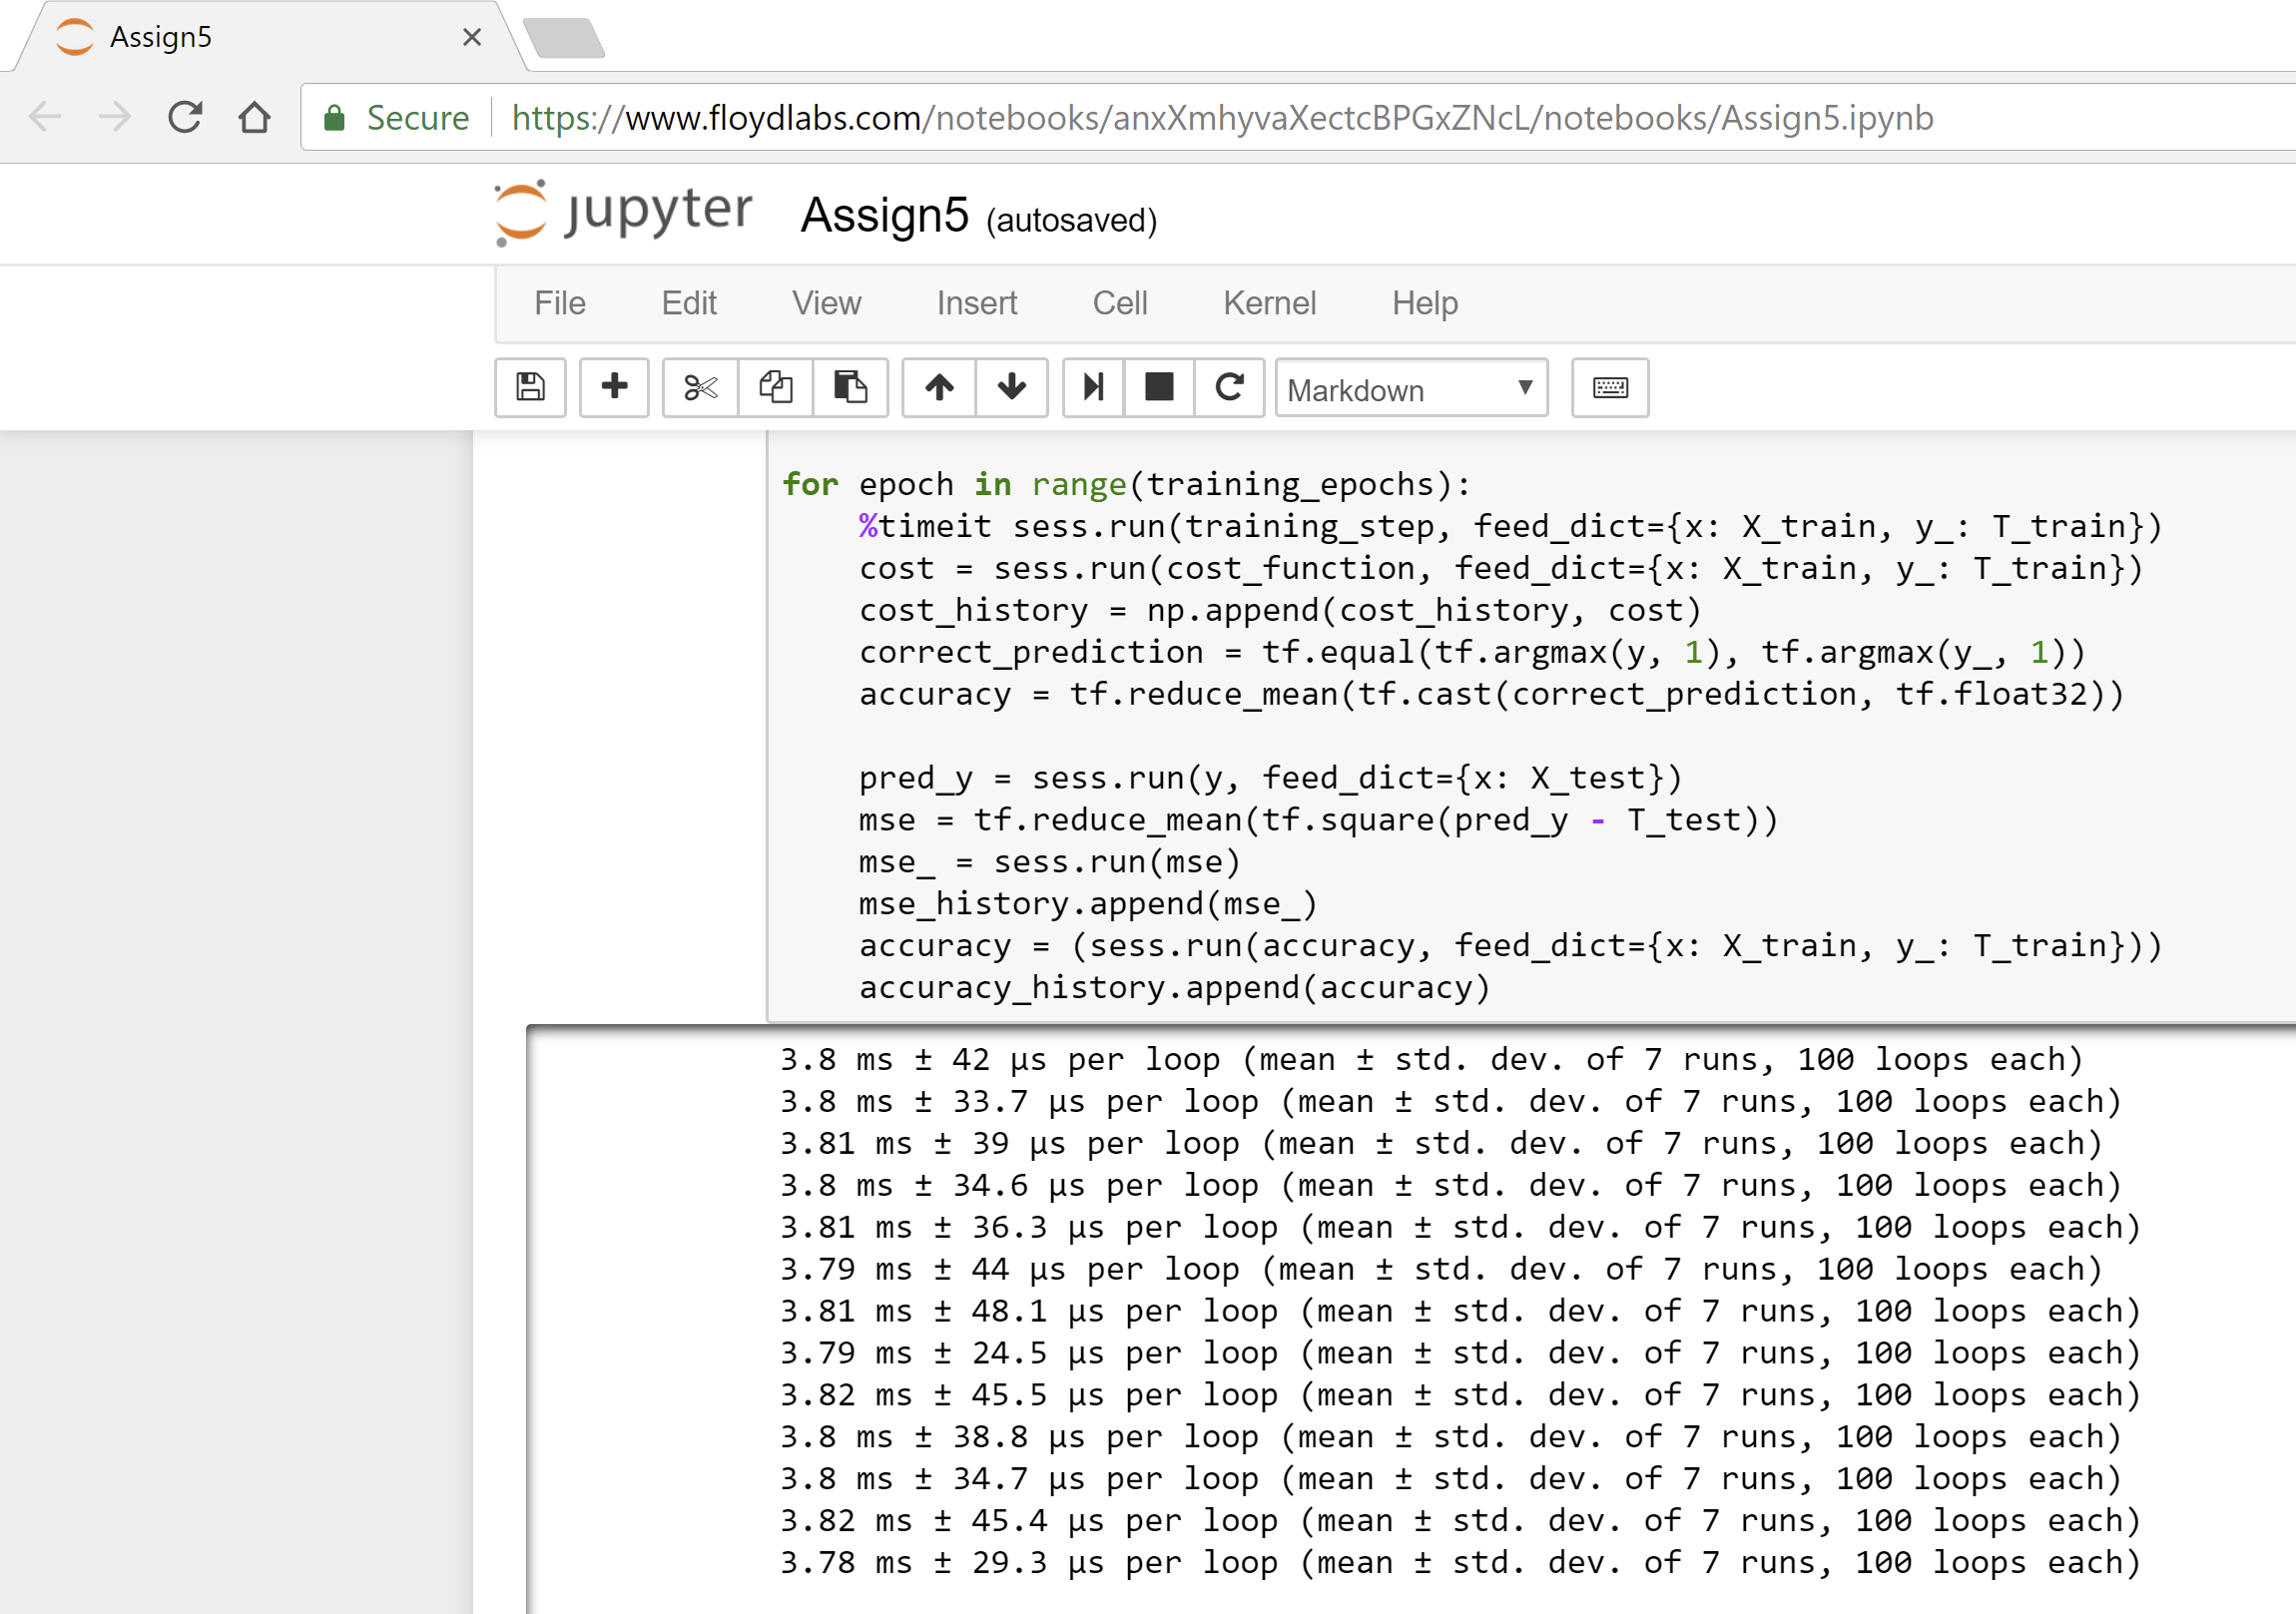 Assign5
Secure https://www.floydlabs.com/notebooks/anxXmhyvaXectcBPGxZNcL/notebooks/Assign5.ipynb
jupyter Assign5 (autosaved)
File Edit View Insert Cell Kernel Help
Markdown
for epoch in range(training_epochs):
    %timeit sess.run(training_step, feed_dict={x: X_train, y_: T_train})
    cost = sess.run(cost_function, feed_dict={x: X_train, y_: T_train})
    cost_history = np.append(cost_history, cost)
    correct_prediction = tf.equal(tf.argmax(y, 1), tf.argmax(y_, 1))
    accuracy = tf.reduce_mean(tf.cast(correct_prediction, tf.float32))
    pred_y = sess.run(y, feed_dict={x: X_test})
    mse = tf.reduce_mean(tf.square(pred_y - T_test))
    mse_ = sess.run(mse)
    mse_history.append(mse_)
    accuracy = (sess.run(accuracy, feed_dict={x: X_train, y_: T_train}))
    accuracy_history.append(accuracy)
3.8 ms ± 42 µs per loop (mean ± std. dev. of 7 runs, 100 loops each)
3.8 ms ± 33.7 µs per loop (mean ± std. dev. of 7 runs, 100 loops each)
3.81 ms ± 39 µs per loop (mean ± std. dev. of 7 runs, 100 loops each)
3.8 ms ± 34.6 µs per loop (mean ± std. dev. of 7 runs, 100 loops each)
3.81 ms ± 36.3 µs per loop (mean ± std. dev. of 7 runs, 100 loops each)
3.79 ms ± 44 µs per loop (mean ± std. dev. of 7 runs, 100 loops each)
3.81 ms ± 48.1 µs per loop (mean ± std. dev. of 7 runs, 100 loops each)
3.79 ms ± 24.5 µs per loop (mean ± std. dev. of 7 runs, 100 loops each)
3.82 ms ± 45.5 µs per loop (mean ± std. dev. of 7 runs, 100 loops each)
3.8 ms ± 38.8 µs per loop (mean ± std. dev. of 7 runs, 100 loops each)
3.8 ms ± 34.7 µs per loop (mean ± std. dev. of 7 runs, 100 loops each)
3.82 ms ± 45.4 µs per loop (mean ± std. dev. of 7 runs, 100 loops each)
3.78 ms ± 29.3 µs per loop (mean ± std. dev. of 7 runs, 100 loops each)